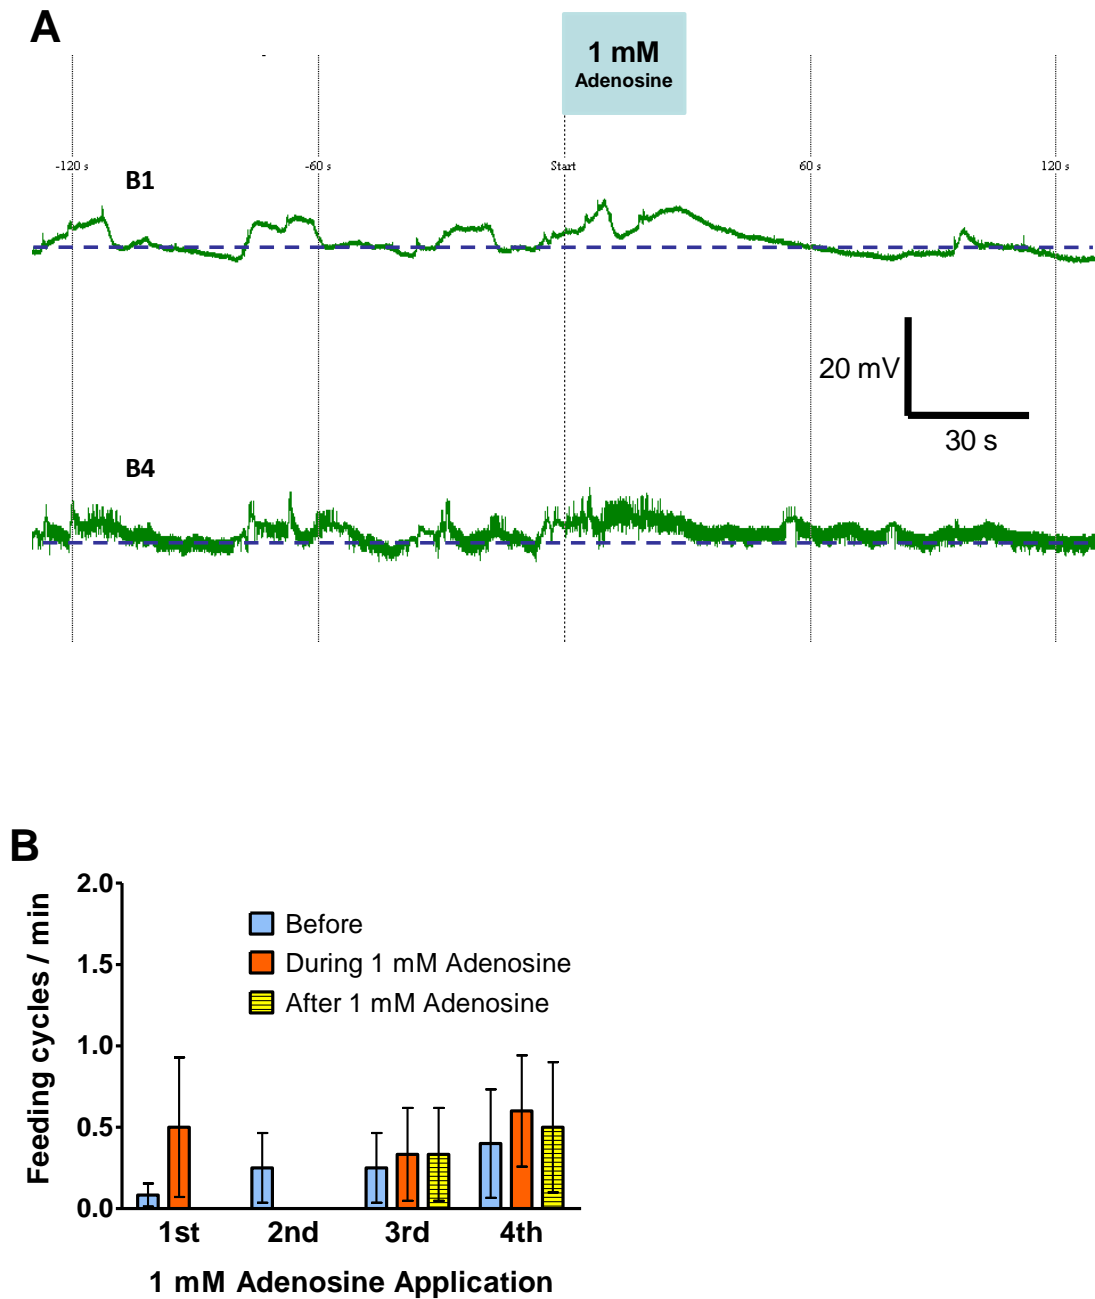 A
1 mM
Adenosine
-120 s
-60 s
Start
60 s
120 s
B1
20 mV
30 s
B4
B
2.0
1.5
1.0
0.5
0.0
Feeding cycles / min
Before
During 1 mM Adenosine
After 1 mM Adenosine
1st
2nd
3rd
4th
1 mM Adenosine Application